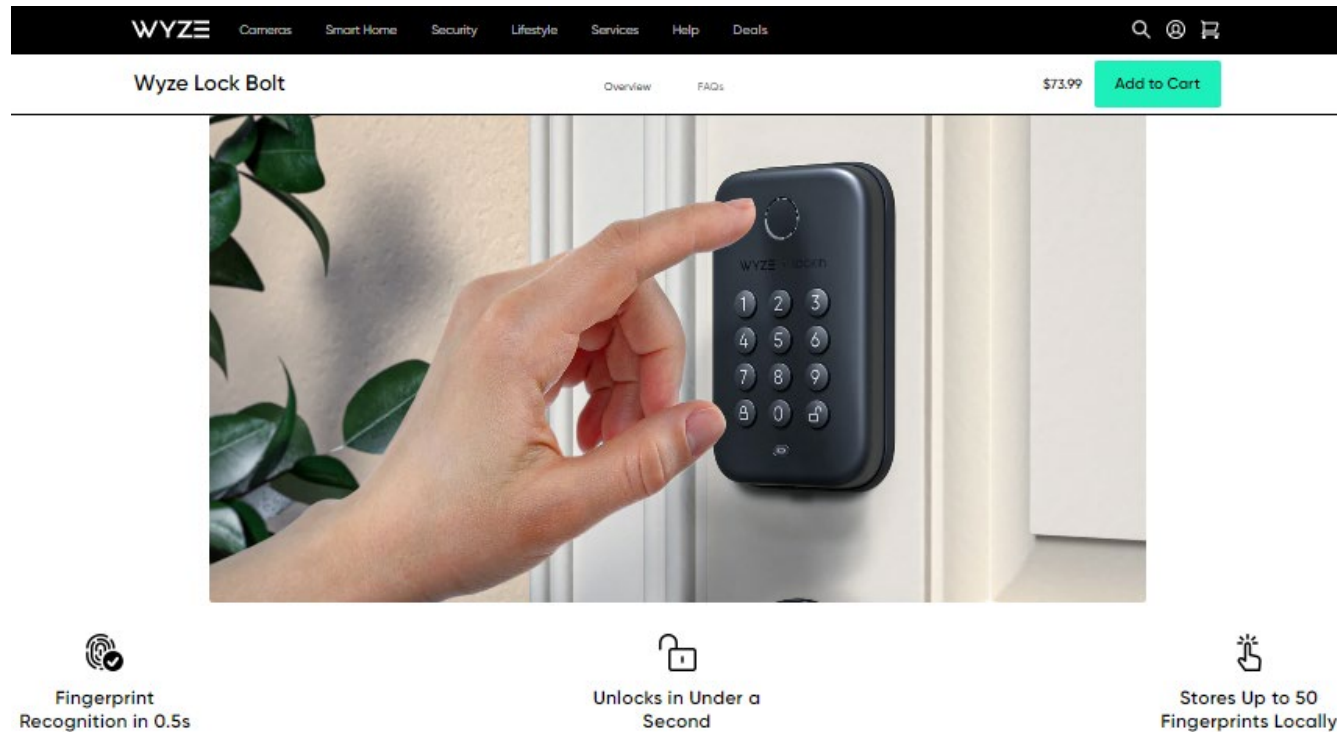 WYZE Cameras Smart Home Security Lifestyle Services Help Deals
Wyze Lock Bolt Overview FAQs $73.99 Add to Cart
WYZE
1 2 3
4 5 6
7 8 9
0
Fingerprint
Recognition in 0.5s
Unlocks in Under a
Second
Stores Up to 50
Fingerprints Locally